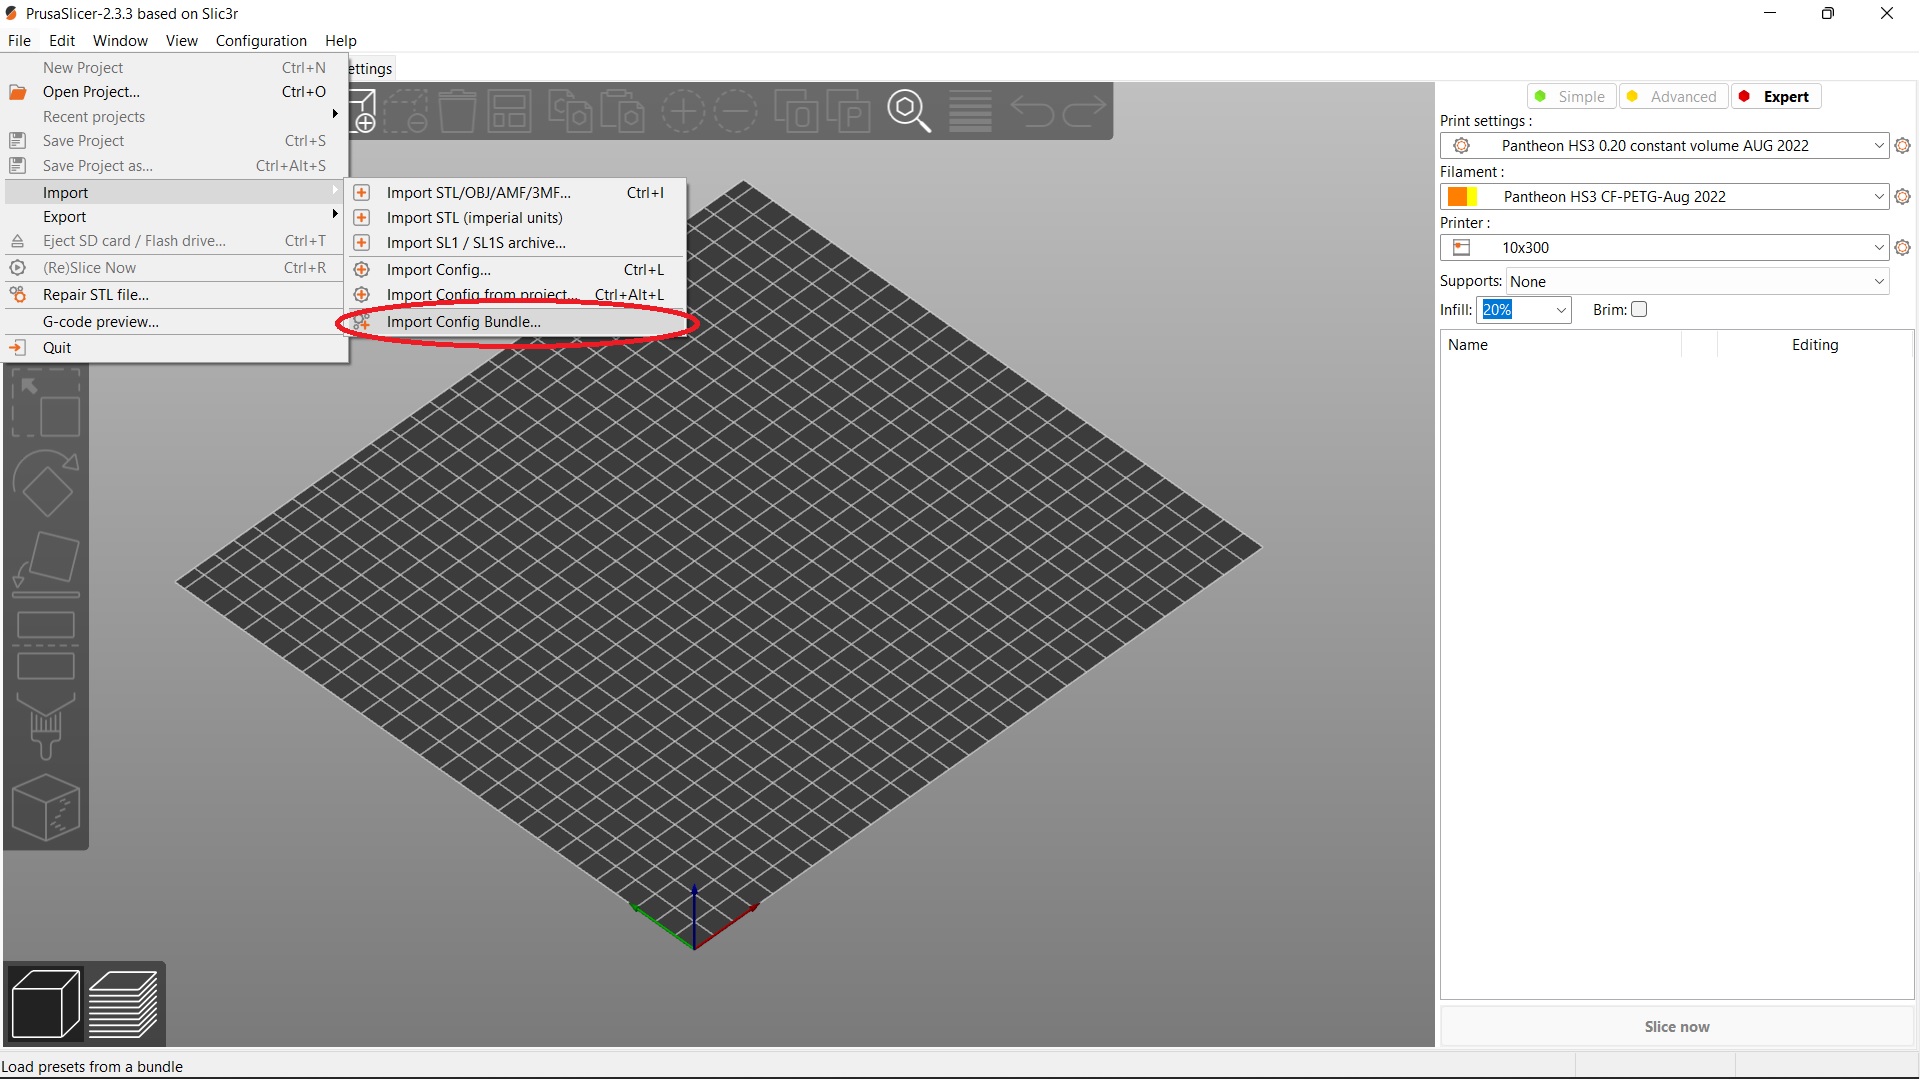 PrusaSlicer-2.3.3 based on Slic3r
File Edit Window View Configuration Help
New Project Ctrl+N
ettings
Open Project... Ctrl+O
Recent projects
Save Project Ctrl+S
Save Project as... Ctrl+Alt+S
Import
Export
Eject SD card / Flash drive... Ctrl+T
(Re)Slice Now Ctrl+R
Repair STL file...
G-code preview...
Quit
Import STL/OBJ/AMF/3MF... Ctrl+I
Import STL (imperial units)
Import SL1 / SL1S archive...
Import Config... Ctrl+L
Import Config from project... Ctrl+Alt+L
Import Config Bundle...
Simple Advanced Expert
Print settings :
Pantheon HS3 0.20 constant volume AUG 2022
Filament :
Pantheon HS3 CF-PETG-Aug 2022
Printer :
10x300
Supports: None
Infill: 20% Brim:
Name Editing
Slice now
Load presets from a bundle